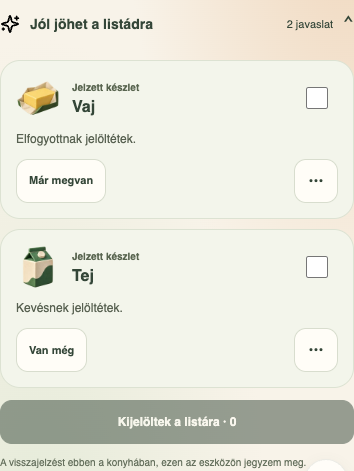 Jól jöhet a listádra
2 javaslat
Jelzett készlet
Vaj
Elfogyottnak jelöltétek.
Már megvan
Jelzett készlet
Tej
Kevésnek jelöltétek.
Van még
Kijelöltek a listára · 0
A visszajelzést ebben a konyhában, ezen az eszközön jegyzem meg.